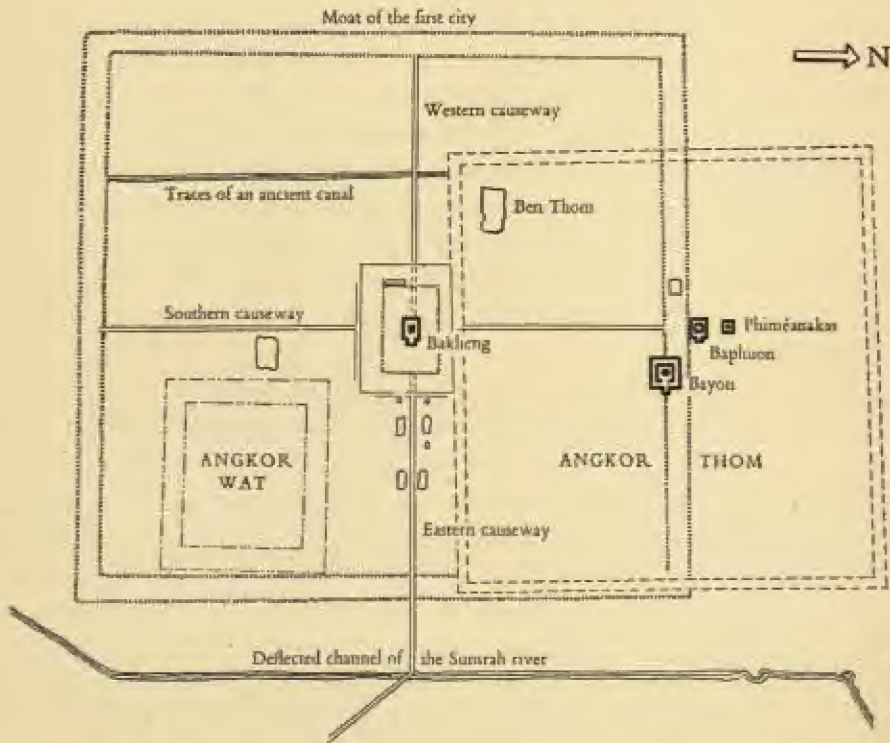 Moat of the first city
N
Western causeway
Traces of an ancient canal
Ben Thom
Southern causeway
Bakheng
Phiméanakas
Baphuon
Bayon
ANGKOR
WAT
ANGKOR THOM
Eastern causeway
Deflected channel of the Siemrah river